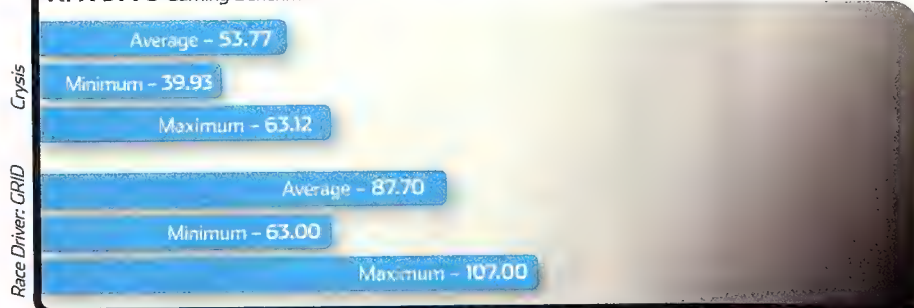 Gaming
Crysis
Average – 53.77
Minimum – 39.93
Maximum – 63.12
Race Driver: GRID
Average – 87.70
Minimum – 63.00
Maximum – 107.00